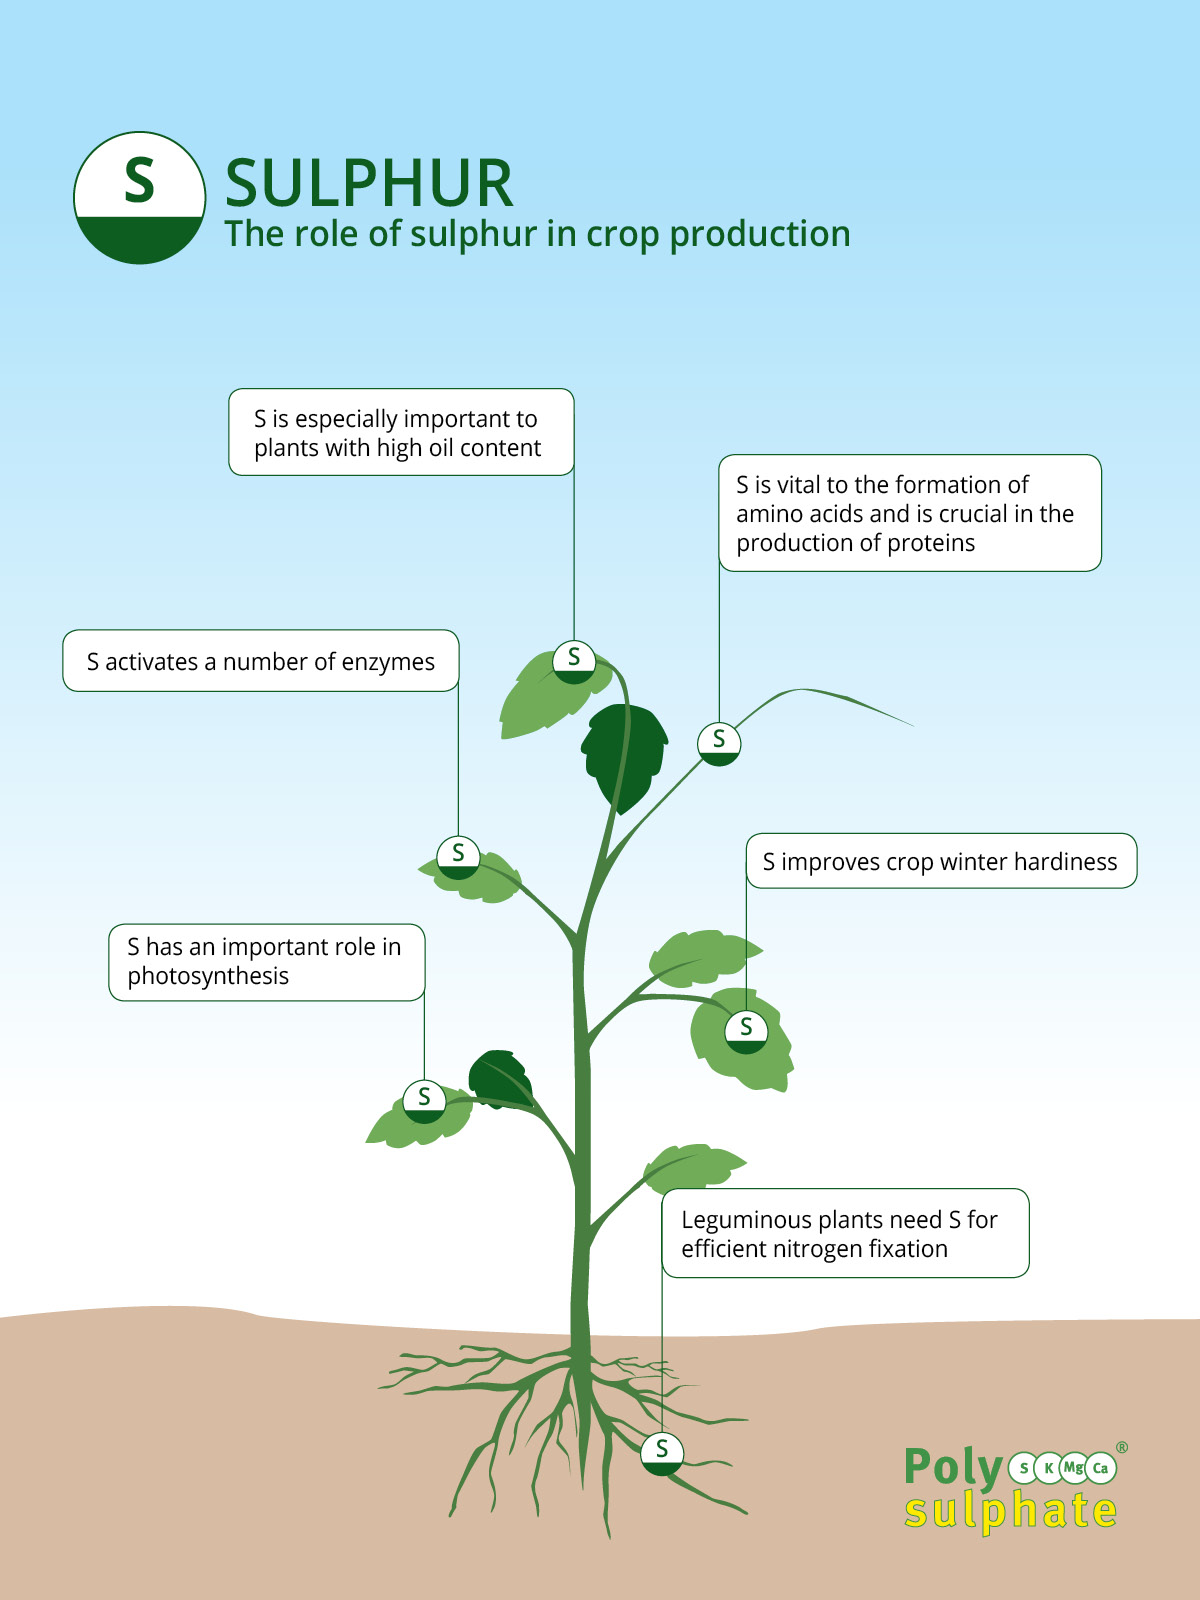 S
SULPHUR
The role of sulphur in crop production
S is especially important to
plants with high oil content
S is vital to the formation of
amino acids and is crucial in the
production of proteins
S activates a number of enzymes
S
S
S improves crop winter hardiness
S
S has an important role in
photosynthesis
S
S
Leguminous plants need S for
efficient nitrogen fixation
S
Poly S K Mg Ca ®
sulphate